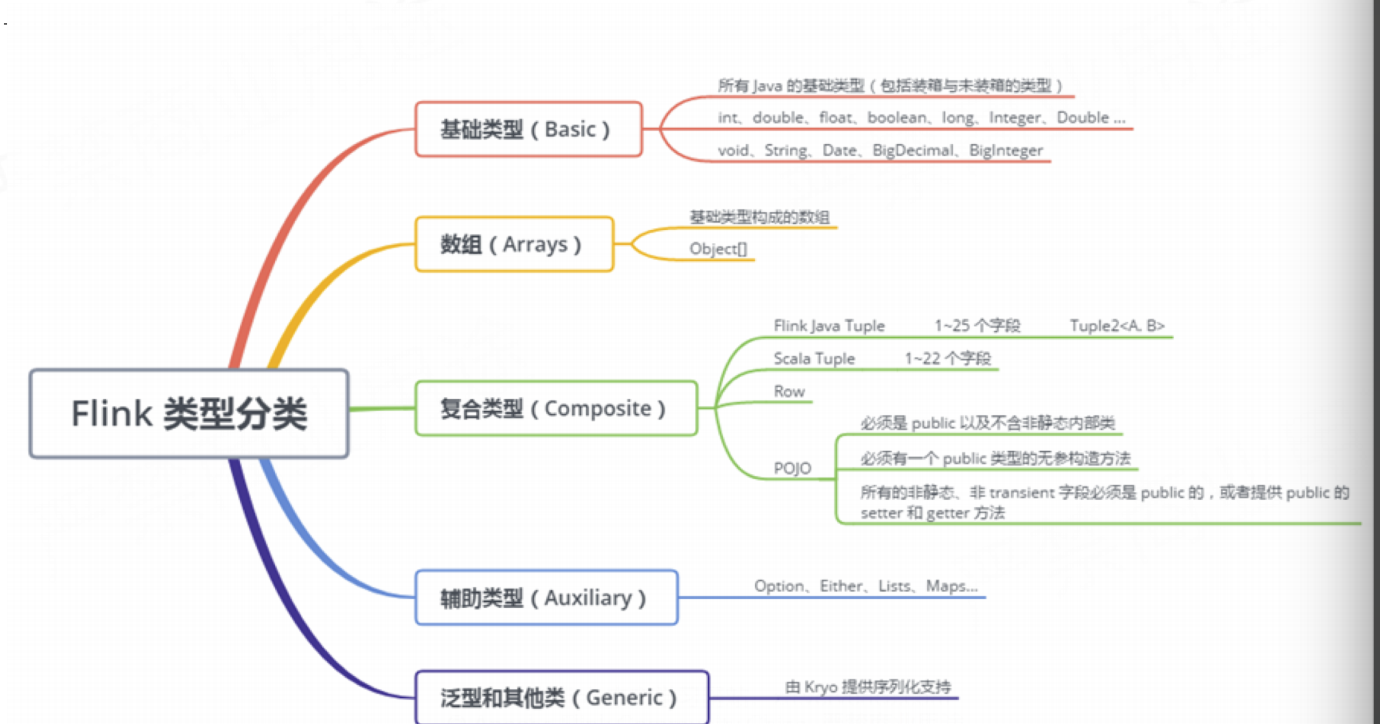 所有 Java 的基础类型（包括装箱与未装箱的类型）
基础类型（Basic）
int、double、float、boolean、long、Integer、Double ...
void、String、Date、BigDecimal、BigInteger
数组（Arrays）
基础类型构成的数组
Object[]
Flink 类型分类
复合类型（Composite）
Flink Java Tuple 1~25 个字段 Tuple2<A. B>
Scala Tuple 1~22 个字段
Row
POJO
必须是 public 以及不含非静态内部类
必须有一个 public 类型的无参构造方法
所有的非静态、非 transient 字段必须是 public 的，或者提供 public 的
setter 和 getter 方法
辅助类型（Auxiliary）
Option、Either、Lists、Maps...
泛型和其他类（Generic）
由 Kryo 提供序列化支持